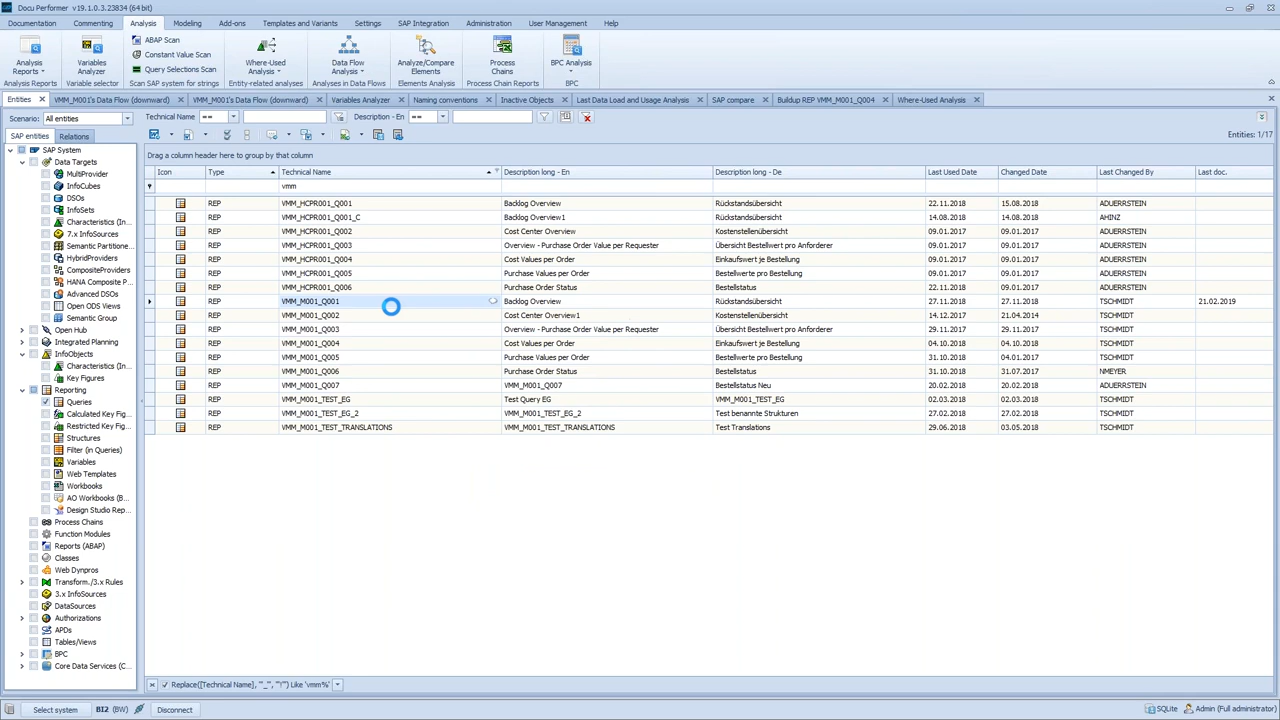 Docu Performer v19.1.0.3.23834 (64 bit)
Documentation Commenting Analysis Modeling Add-ons Templates and Variants Settings SAP Integration Administration User Management Help
Analysis Reports
Variables Analyzer
ABAP Scan
Constant Value Scan
Query Selections Scan
Where-Used Analysis
Data Flow Analysis
Analyze/Compare Elements
Process Chains
BPC Analysis
Analysis Reports Variable selector Scan SAP system for strings Entity-related analyses Analyses in Data Flows Elements Analysis Process Chain Reports BPC
Entities VMM_M001's Data Flow (downward) VMM_M001's Data Flow (downward) Variables Analyzer Naming conventions Inactive Objects Last Data Load and Usage Analysis SAP compare Buildup REP VMM_M001_Q004 Where-Used Analysis
Scenario: All entities Technical Name == Description - En ==
SAP entities Relations
Entities: 1/17
SAP System
Data Targets
MultiProvider
InfoCubes
DSOs
InfoSets
Characteristics (In...
7.x InfoSources
Semantic Partitione...
HybridProviders
CompositeProviders
HANA Composite P...
Advanced DSOs
Open ODS Views
Semantic Group
Open Hub
Integrated Planning
InfoObjects
Characteristics (In...
Key Figures
Reporting
Queries
Calculated Key Fig...
Restricted Key Fig...
Structures
Filter (in Queries)
Variables
Web Templates
Workbooks
AO Workbooks (B...
Design Studio Rep...
Process Chains
Function Modules
Reports (ABAP)
Classes
Web Dynpros
Transform./3.x Rules
3.x InfoSources
DataSources
Authorizations
APDs
Tables/Views
BPC
Core Data Services (C...
Drag a column header here to group by that column
Icon Type Technical Name Description long - En Description long - De Last Used Date Changed Date Last Changed By Last doc.
vmm
REP VMM_HCPR001_Q001 Backlog Overview Rückstandsübersicht 22.11.2018 15.08.2018 ADUERRSTEIN
REP VMM_HCPR001_Q001_C Backlog Overview1 Rückstandsübersicht 14.08.2018 14.08.2018 AHINZ
REP VMM_HCPR001_Q002 Cost Center Overview Kostenstellenübersicht 09.01.2017 09.01.2017 ADUERRSTEIN
REP VMM_HCPR001_Q003 Overview - Purchase Order Value per Requester Übersicht Bestellwert pro Anforderer 09.01.2017 09.01.2017 ADUERRSTEIN
REP VMM_HCPR001_Q004 Purchase Values per Order Einkaufswert je Bestellung 09.01.2017 09.01.2017 ADUERRSTEIN
REP VMM_HCPR001_Q005 Purchase Values per Order Bestellwerte pro Bestellung 09.01.2017 09.01.2017 ADUERRSTEIN
REP VMM_HCPR001_Q006 Purchase Order Status Bestellstatus 09.01.2017 09.01.2017 ADUERRSTEIN
REP VMM_M001_Q001 Backlog Overview Rückstandsübersicht 27.11.2018 27.11.2018 TSCHMIDT 21.02.2019
REP VMM_M001_Q002 Cost Center Overview1 Kostenstellenübersicht 14.12.2017 21.04.2014 TSCHMIDT
REP VMM_M001_Q003 Overview - Purchase Order Value per Requester Übersicht Bestellwert pro Anforderer 29.11.2017 29.11.2017 TSCHMIDT
REP VMM_M001_Q004 Purchase Values per Order Einkaufswert je Bestellung 04.10.2018 04.10.2018 TSCHMIDT
REP VMM_M001_Q005 Purchase Values per Order Bestellwerte pro Bestellung 31.10.2018 04.01.2017 TSCHMIDT
REP VMM_M001_Q006 Purchase Order Status Bestellstatus 31.10.2018 31.07.2017 NMEYER
REP VMM_M001_Q007 VMM_M001_Q007 Bestellstatus Neu 20.02.2018 20.02.2018 ADUERRSTEIN
REP VMM_M001_TEST_EG Test Query EG VMM_M001_TEST_EG 02.03.2018 02.03.2018 TSCHMIDT
REP VMM_M001_TEST_EG_2 VMM_M001_TEST_EG_2 Test benannte Strukturen 27.02.2018 27.02.2018 TSCHMIDT
REP VMM_M001_TEST_TRANSLATIONS VMM_M001_TEST_TRANSLATIONS Test Translations 29.06.2018 03.05.2018 TSCHMIDT
Replace([Technical Name], '"_"', '"!"') Like 'vmm%'
Select system BI2 (BW) Disconnect SQLite Admin (Full administrator)